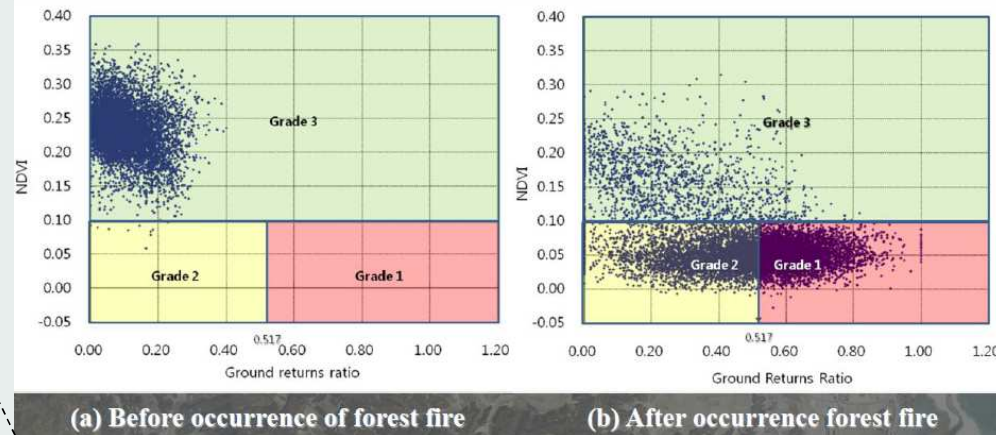 0.40
0.35
0.30
0.25
0.20
0.15
0.10
0.05
0.00
-0.05
NDVI
Grade 3
Grade 2
Grade 1
0.517
0.00 0.20 0.40 0.60 0.80 1.00 1.20
Ground returns ratio
(a) Before occurrence of forest fire
0.40
0.35
0.30
0.25
0.20
0.15
0.10
0.05
0.00
-0.05
NDVI
Grade 3
Grade 2
Grade 1
0.517
0.00 0.20 0.40 0.60 0.80 1.00 1.20
Ground Returns Ratio
(b) After occurrence forest fire